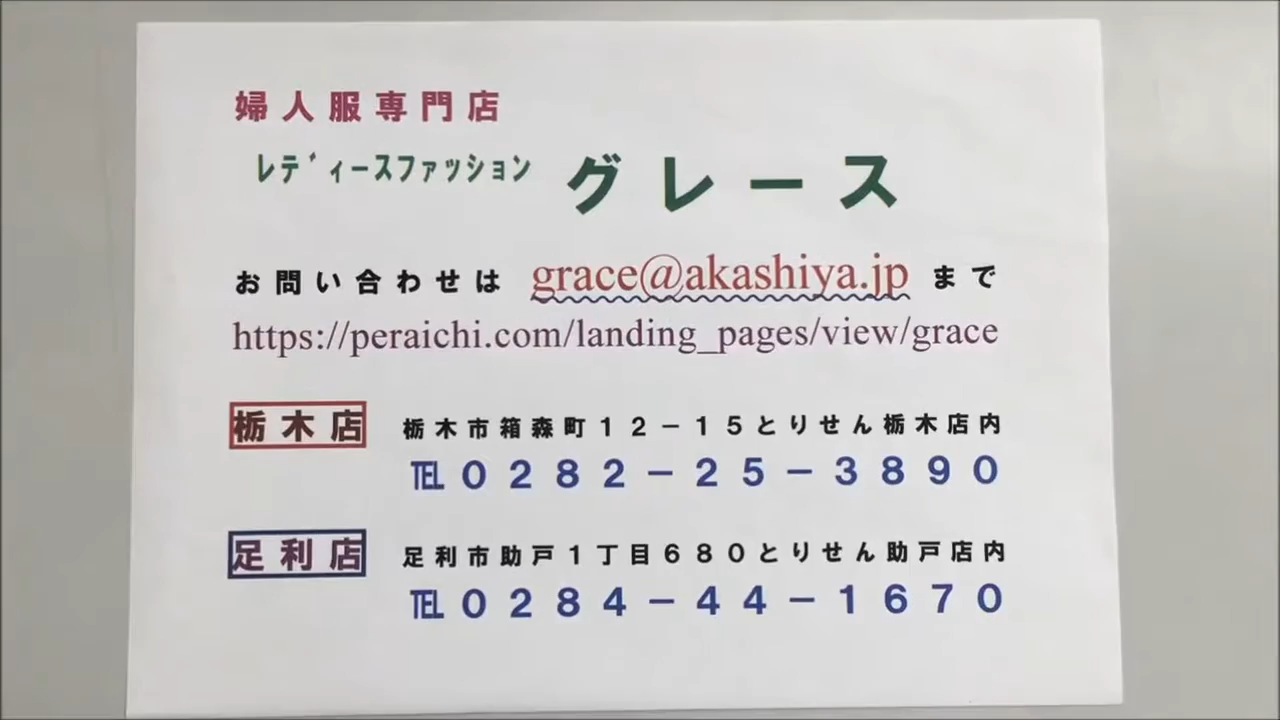 婦人服専門店
ﾚﾃﾞｨｰｽファッション グレース
お問い合わせは grace@akashiya.jp まで
https://peraichi.com/landing_pages/view/grace
栃木店 栃木市箱森町１２－１５とりせん栃木店内
℡０２８２－２５－３８９０
足利店 足利市助戸１丁目６８０とりせん助戸店内
℡０２８４－４４－１６７０